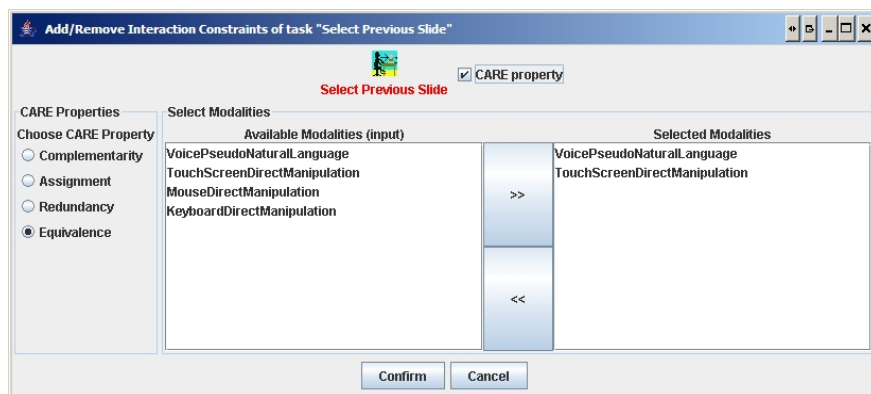 Add/Remove Interaction Constraints of task "Select Previous Slide"
Select Previous Slide
CARE property
CARE Properties
Choose CARE Property
Complementarity
Assignment
Redundancy
Equivalence
Select Modalities
Available Modalities (input)
VoicePseudoNaturalLanguage
TouchScreenDirectManipulation
MouseDirectManipulation
KeyboardDirectManipulation
>>
<<
Selected Modalities
VoicePseudoNaturalLanguage
TouchScreenDirectManipulation
Confirm
Cancel